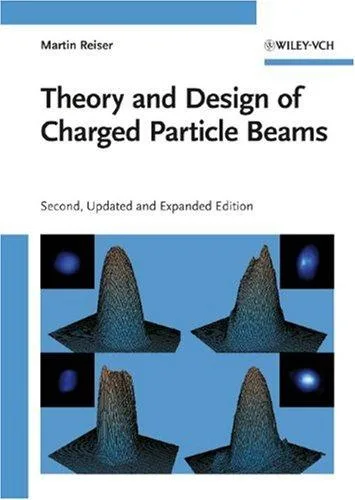 Martin Reiser
WILEY-VCH
Theory and Design of
Charged Particle Beams
Second, Updated and Expanded Edition